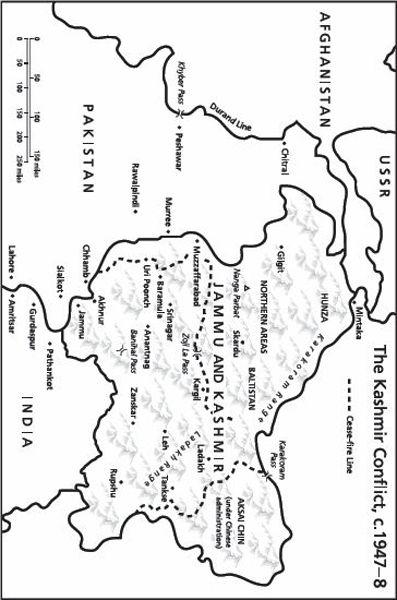 The Kashmir Conflict, c.1947–8
Cease-fire Line
USSR
AFGHANISTAN
Mintaka
HUNZA
Karakoram Range
Chitral
Gilgit
NORTHERN AREAS
BALTISTAN
Karakoram
Pass
Nanga Parbat
Skardu
AKSAI CHIN
(under Chinese
administration)
Durand Line
Khyber Pass
Peshawar
JAMMU AND KASHMIR
Muzzaffarabad
Zoji La Pass
Kargil
Ladakh
Ladakh Range
Murree
Baramula
Srinagar
Leh
Tankse
Uri Poonch
Anantnag
Zanskar
Rupshu
Rawalpindi
Banihal Pass
PAKISTAN
Chhamb
Akhnur
Jammu
Sialkot
Pathankot
Gurdaspur
Lahore
Amritsar
INDIA
0
50
100
150 miles
0
50
100
150
200
250 miles